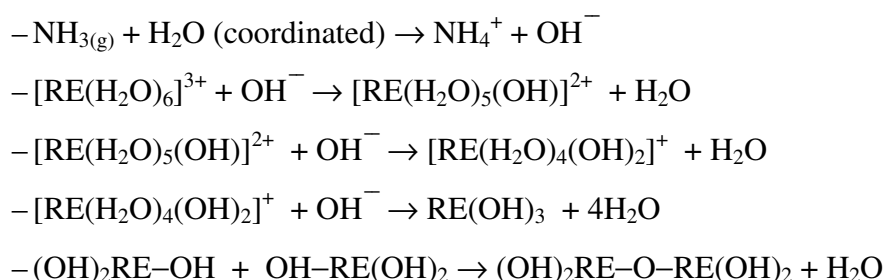 – NH₃₍g₎ + H₂O (coordinated) → NH₄⁺ + OH⁻
– [RE(H₂O)₆]³⁺ + OH⁻ → [RE(H₂O)₅(OH)]²⁺ + H₂O
– [RE(H₂O)₅(OH)]²⁺ + OH⁻ → [RE(H₂O)₄(OH)₂]⁺ + H₂O
– [RE(H₂O)₄(OH)₂]⁺ + OH⁻ → RE(OH)₃ + 4H₂O
– (OH)₂RE–OH + OH–RE(OH)₂ → (OH)₂RE–O–RE(OH)₂ + H₂O